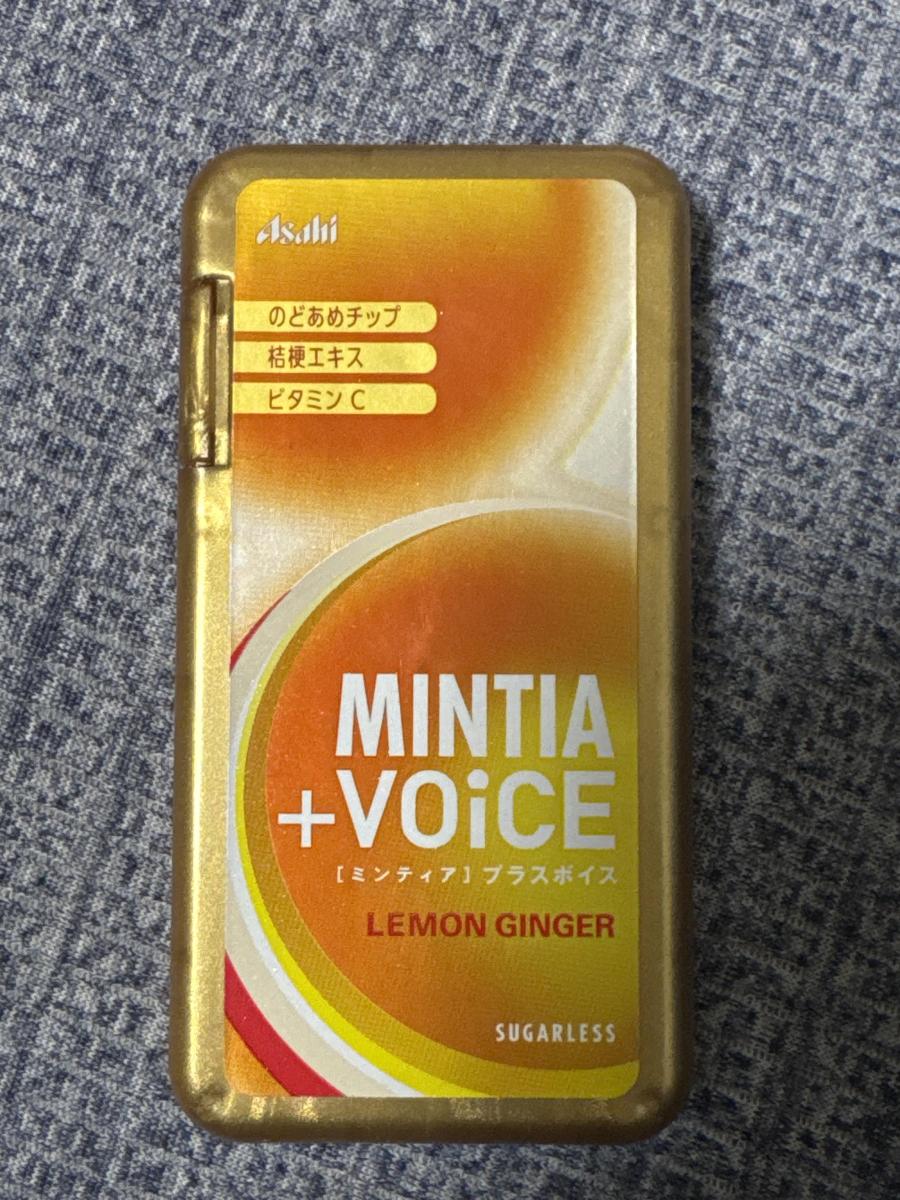 Asahi
のどあめチップ
桔梗エキス
ビタミンC
MINTIA
+VOiCE
[ミンティア]プラスボイス
LEMON GINGER
SUGARLESS